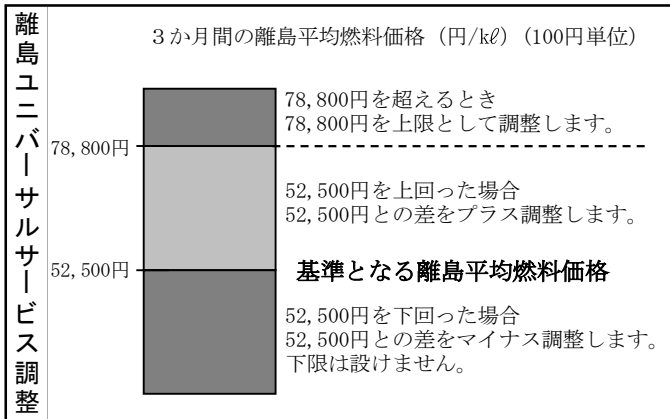 離島ユニバーサルサービス調整
3か月間の離島平均燃料価格(円/kℓ)(100円単位)
78,800円を超えるとき
78,800円を上限として調整します。
78,800円
52,500円を上回った場合
52,500円との差をプラス調整します。
52,500円
基準となる離島平均燃料価格
52,500円を下回った場合
52,500円との差をマイナス調整します。
下限は設けません。